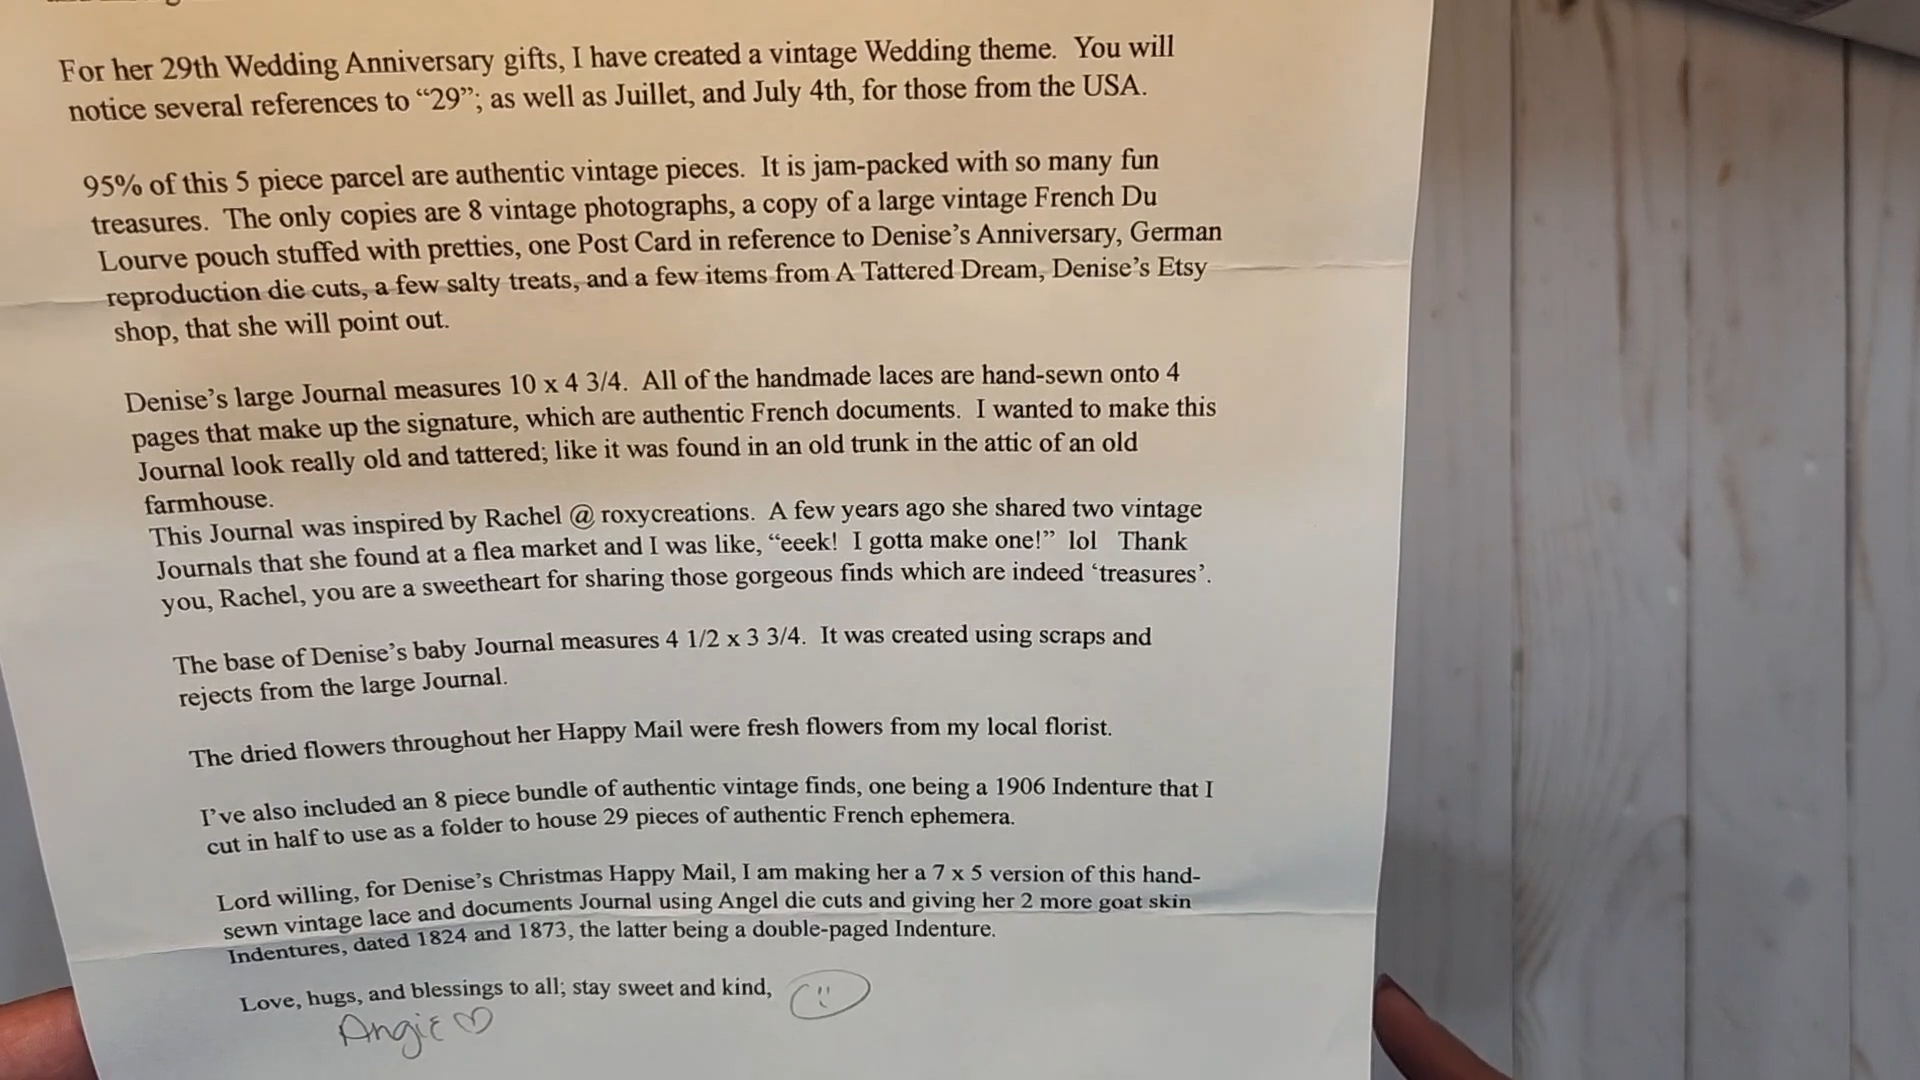 For her 29th Wedding Anniversary gifts, I have created a vintage Wedding theme.  You will
notice several references to “29”; as well as Juillet, and July 4th, for those from the USA.
95% of this 5 piece parcel are authentic vintage pieces.  It is jam-packed with so many fun
treasures.  The only copies are 8 vintage photographs, a copy of a large vintage French Du
Lourve pouch stuffed with pretties, one Post Card in reference to Denise’s Anniversary, German
reproduction die cuts, a few salty treats, and a few items from A Tattered Dream, Denise’s Etsy
shop, that she will point out.
Denise’s large Journal measures 10 x 4 3/4.  All of the handmade laces are hand-sewn onto 4
pages that make up the signature, which are authentic French documents.  I wanted to make this
Journal look really old and tattered; like it was found in an old trunk in the attic of an old
farmhouse.
This Journal was inspired by Rachel @ roxycreations.  A few years ago she shared two vintage
Journals that she found at a flea market and I was like, “eeek!  I gotta make one!”  lol   Thank
you, Rachel, you are a sweetheart for sharing those gorgeous finds which are indeed ‘treasures’.
The base of Denise’s baby Journal measures 4 1/2 x 3 3/4.  It was created using scraps and
rejects from the large Journal.
The dried flowers throughout her Happy Mail were fresh flowers from my local florist.
I’ve also included an 8 piece bundle of authentic vintage finds, one being a 1906 Indenture that I
cut in half to use as a folder to house 29 pieces of authentic French ephemera.
Lord willing, for Denise’s Christmas Happy Mail, I am making her a 7 x 5 version of this hand-
sewn vintage lace and documents Journal using Angel die cuts and giving her 2 more goat skin
Indentures, dated 1824 and 1873, the latter being a double-paged Indenture.
Love, hugs, and blessings to all; stay sweet and kind,
Angie